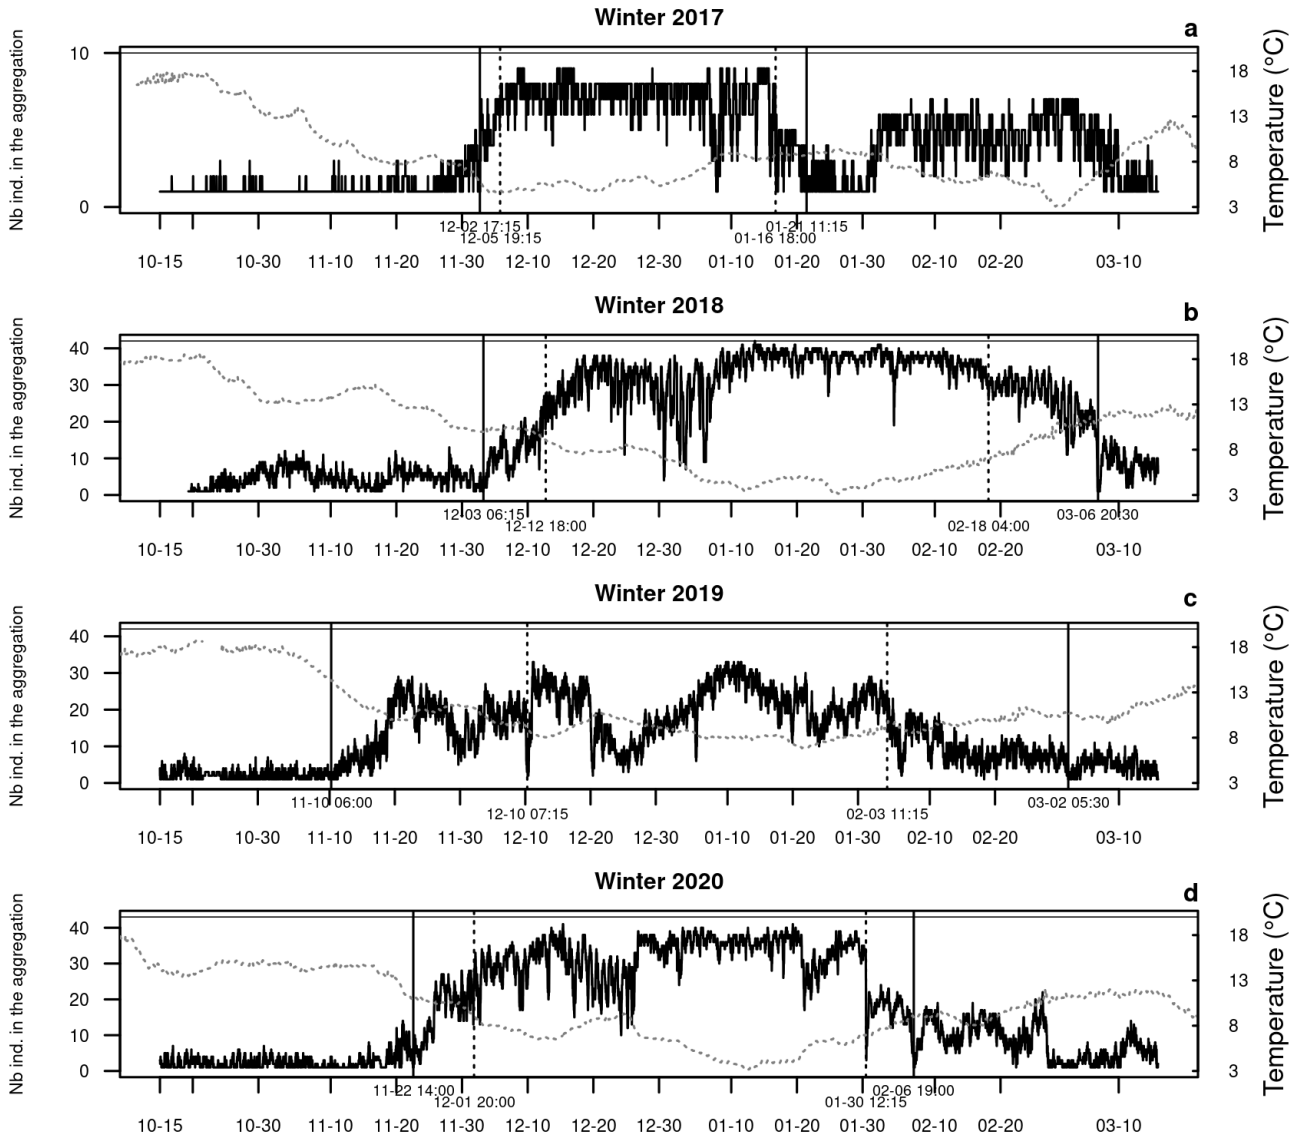 Winter 2017
a
Nb ind. in the aggregation
10
0
18
13
8
3
Temperature (°C)
12-02 17:15
01-21 11:15
12-05 19:15
01-16 18:00
10-15 10-30 11-10 11-20 11-30 12-10 12-20 12-30 01-10 01-20 01-30 02-10 02-20 03-10
Winter 2018
b
Nb ind. in the aggregation
40
30
20
10
0
18
13
8
3
Temperature (°C)
12-03 06:15
03-06 20:30
12-12 18:00
02-18 04:00
10-15 10-30 11-10 11-20 11-30 12-10 12-20 12-30 01-10 01-20 01-30 02-10 02-20 03-10
Winter 2019
c
Nb ind. in the aggregation
40
30
20
10
0
18
13
8
3
Temperature (°C)
11-10 06:00
03-02 05:30
12-10 07:15
02-03 11:15
10-15 10-30 11-10 11-20 11-30 12-10 12-20 12-30 01-10 01-20 01-30 02-10 02-20 03-10
Winter 2020
d
Nb ind. in the aggregation
40
30
20
10
0
18
13
8
3
Temperature (°C)
11-22 14:00
02-06 19:00
12-01 20:00
01-30 12:15
10-15 10-30 11-10 11-20 11-30 12-10 12-20 12-30 01-10 01-20 01-30 02-10 02-20 03-10